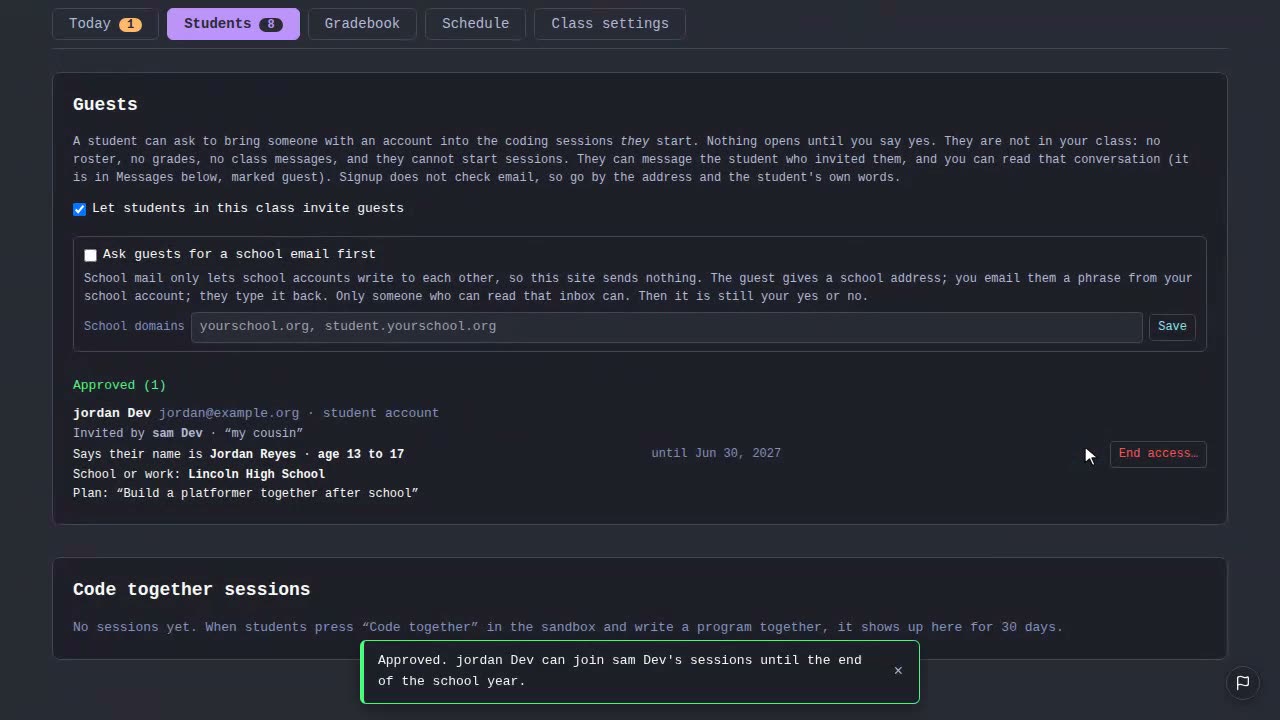 Today 1 Students 8 Gradebook Schedule Class settings
Guests
A student can ask to bring someone with an account into the coding sessions they start. Nothing opens until you say yes. They are not in your class: no
roster, no grades, no class messages, and they cannot start sessions. They can message the student who invited them, and you can read that conversation (it
is in Messages below, marked guest). Signup does not check email, so go by the address and the student's own words.
Let students in this class invite guests
Ask guests for a school email first
School mail only lets school accounts write to each other, so this site sends nothing. The guest gives a school address; you email them a phrase from your
school account; they type it back. Only someone who can read that inbox can. Then it is still your yes or no.
School domains yourschool.org, student.yourschool.org Save
Approved (1)
jordan Dev jordan@example.org · student account
Invited by sam Dev · “my cousin”
Says their name is Jordan Reyes · age 13 to 17
until Jun 30, 2027 End access…
School or work: Lincoln High School
Plan: “Build a platformer together after school”
Code together sessions
No sessions yet. When students press “Code together” in the sandbox and write a program together, it shows up here for 30 days.
Approved. jordan Dev can join sam Dev's sessions until the end ×
of the school year.